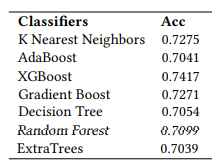 Classifiers Acc
K Nearest Neighbors 0.7275
AdaBoost 0.7041
XGBoost 0.7417
Gradient Boost 0.7271
Decision Tree 0.7054
Random Forest 0.7099
ExtraTrees 0.7039